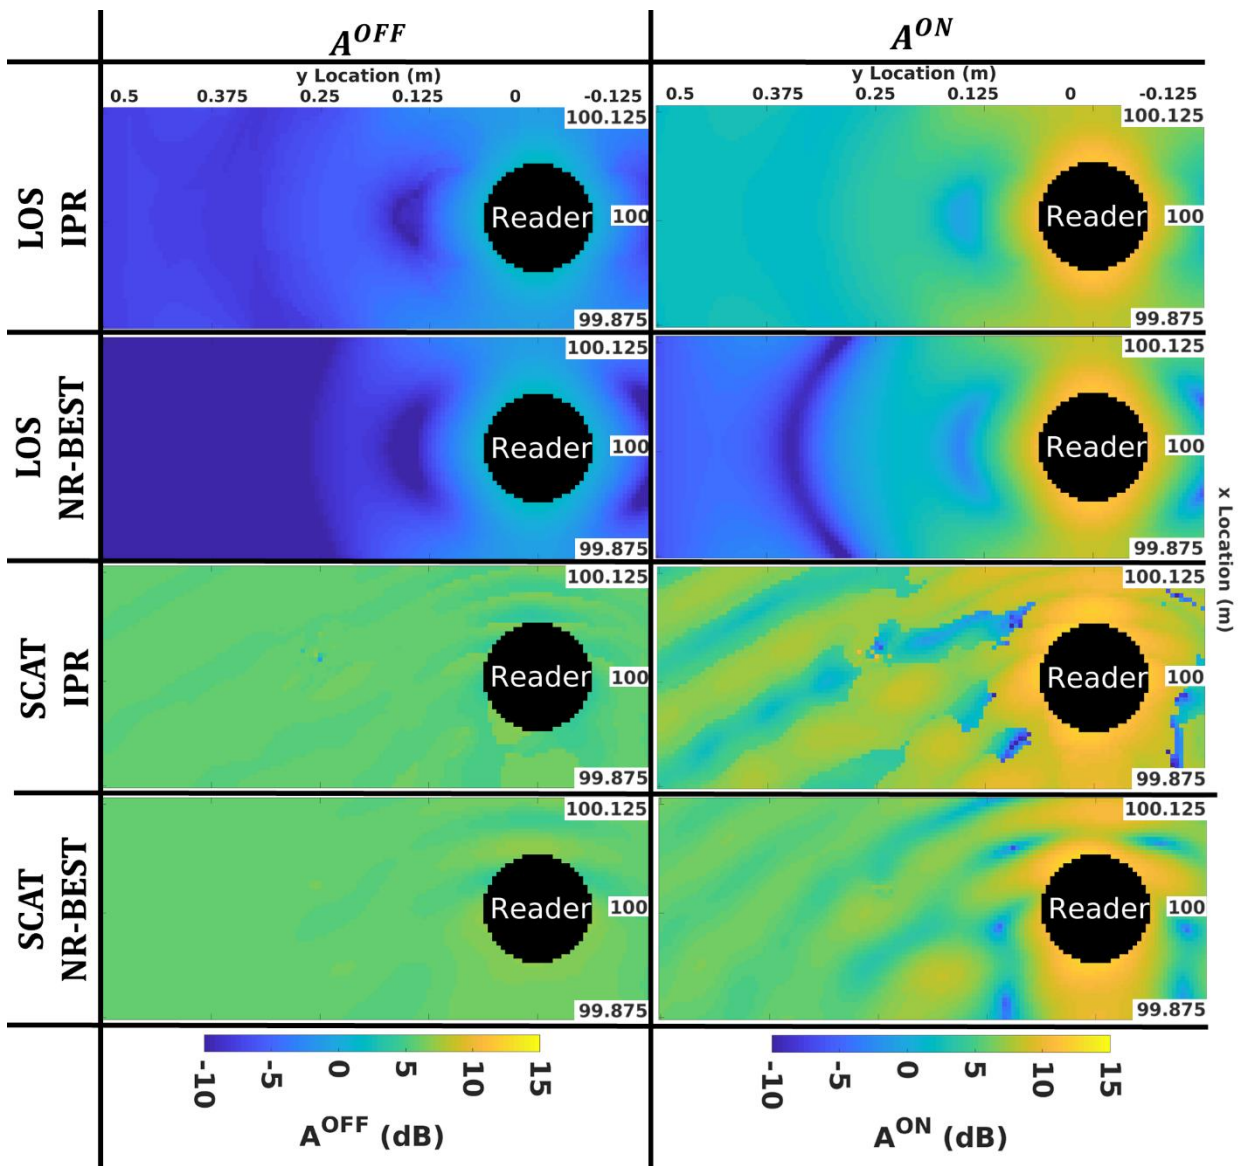 A^OFF
A^ON
y Location (m)
0.5 0.375 0.25 0.125 0 -0.125
y Location (m)
0.5 0.375 0.25 0.125 0 -0.125
LOS
IPR
100.125
Reader
100
99.875
100.125
Reader
100
99.875
LOS
NR-BEST
100.125
Reader
100
99.875
100.125
Reader
100
99.875
x Location (m)
SCAT
IPR
100.125
Reader
100
99.875
100.125
Reader
100
99.875
SCAT
NR-BEST
100.125
Reader
100
99.875
100.125
Reader
100
99.875
-10 -5 0 5 10 15
A^OFF (dB)
-10 -5 0 5 10 15
A^ON (dB)